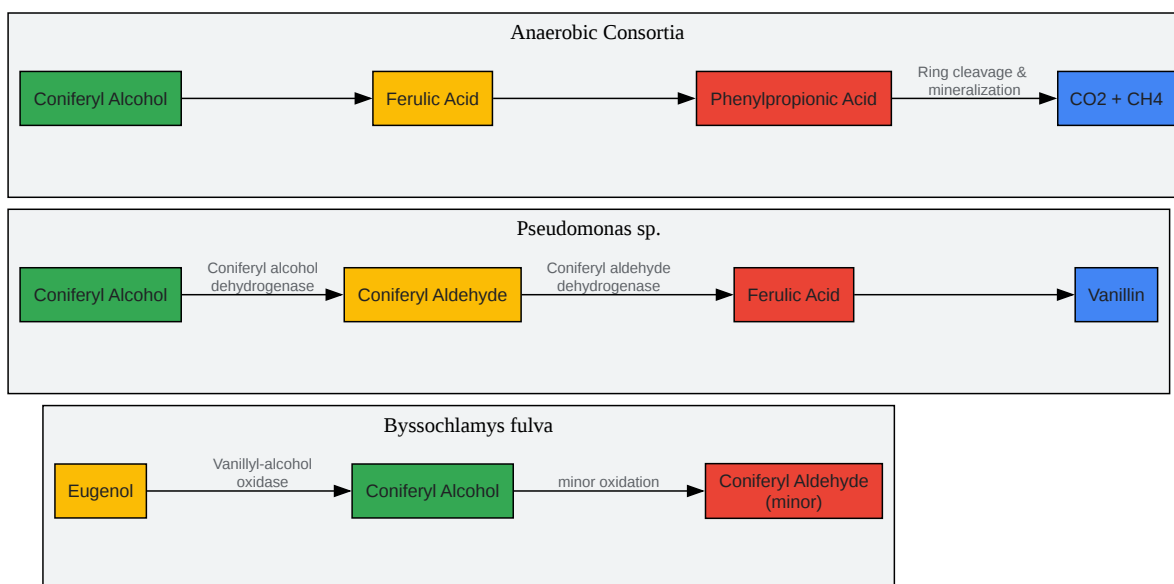 Anaerobic Consortia
Coniferyl Alcohol
Ferulic Acid
Phenylpropionic Acid
Ring cleavage &
mineralization
CO2 + CH4
Pseudomonas sp.
Coniferyl Alcohol
Coniferyl alcohol
dehydrogenase
Coniferyl Aldehyde
Coniferyl aldehyde
dehydrogenase
Ferulic Acid
Vanillin
Byssochlamys fulva
Eugenol
Vanillyl-alcohol
oxidase
Coniferyl Alcohol
minor oxidation
Coniferyl Aldehyde
(minor)